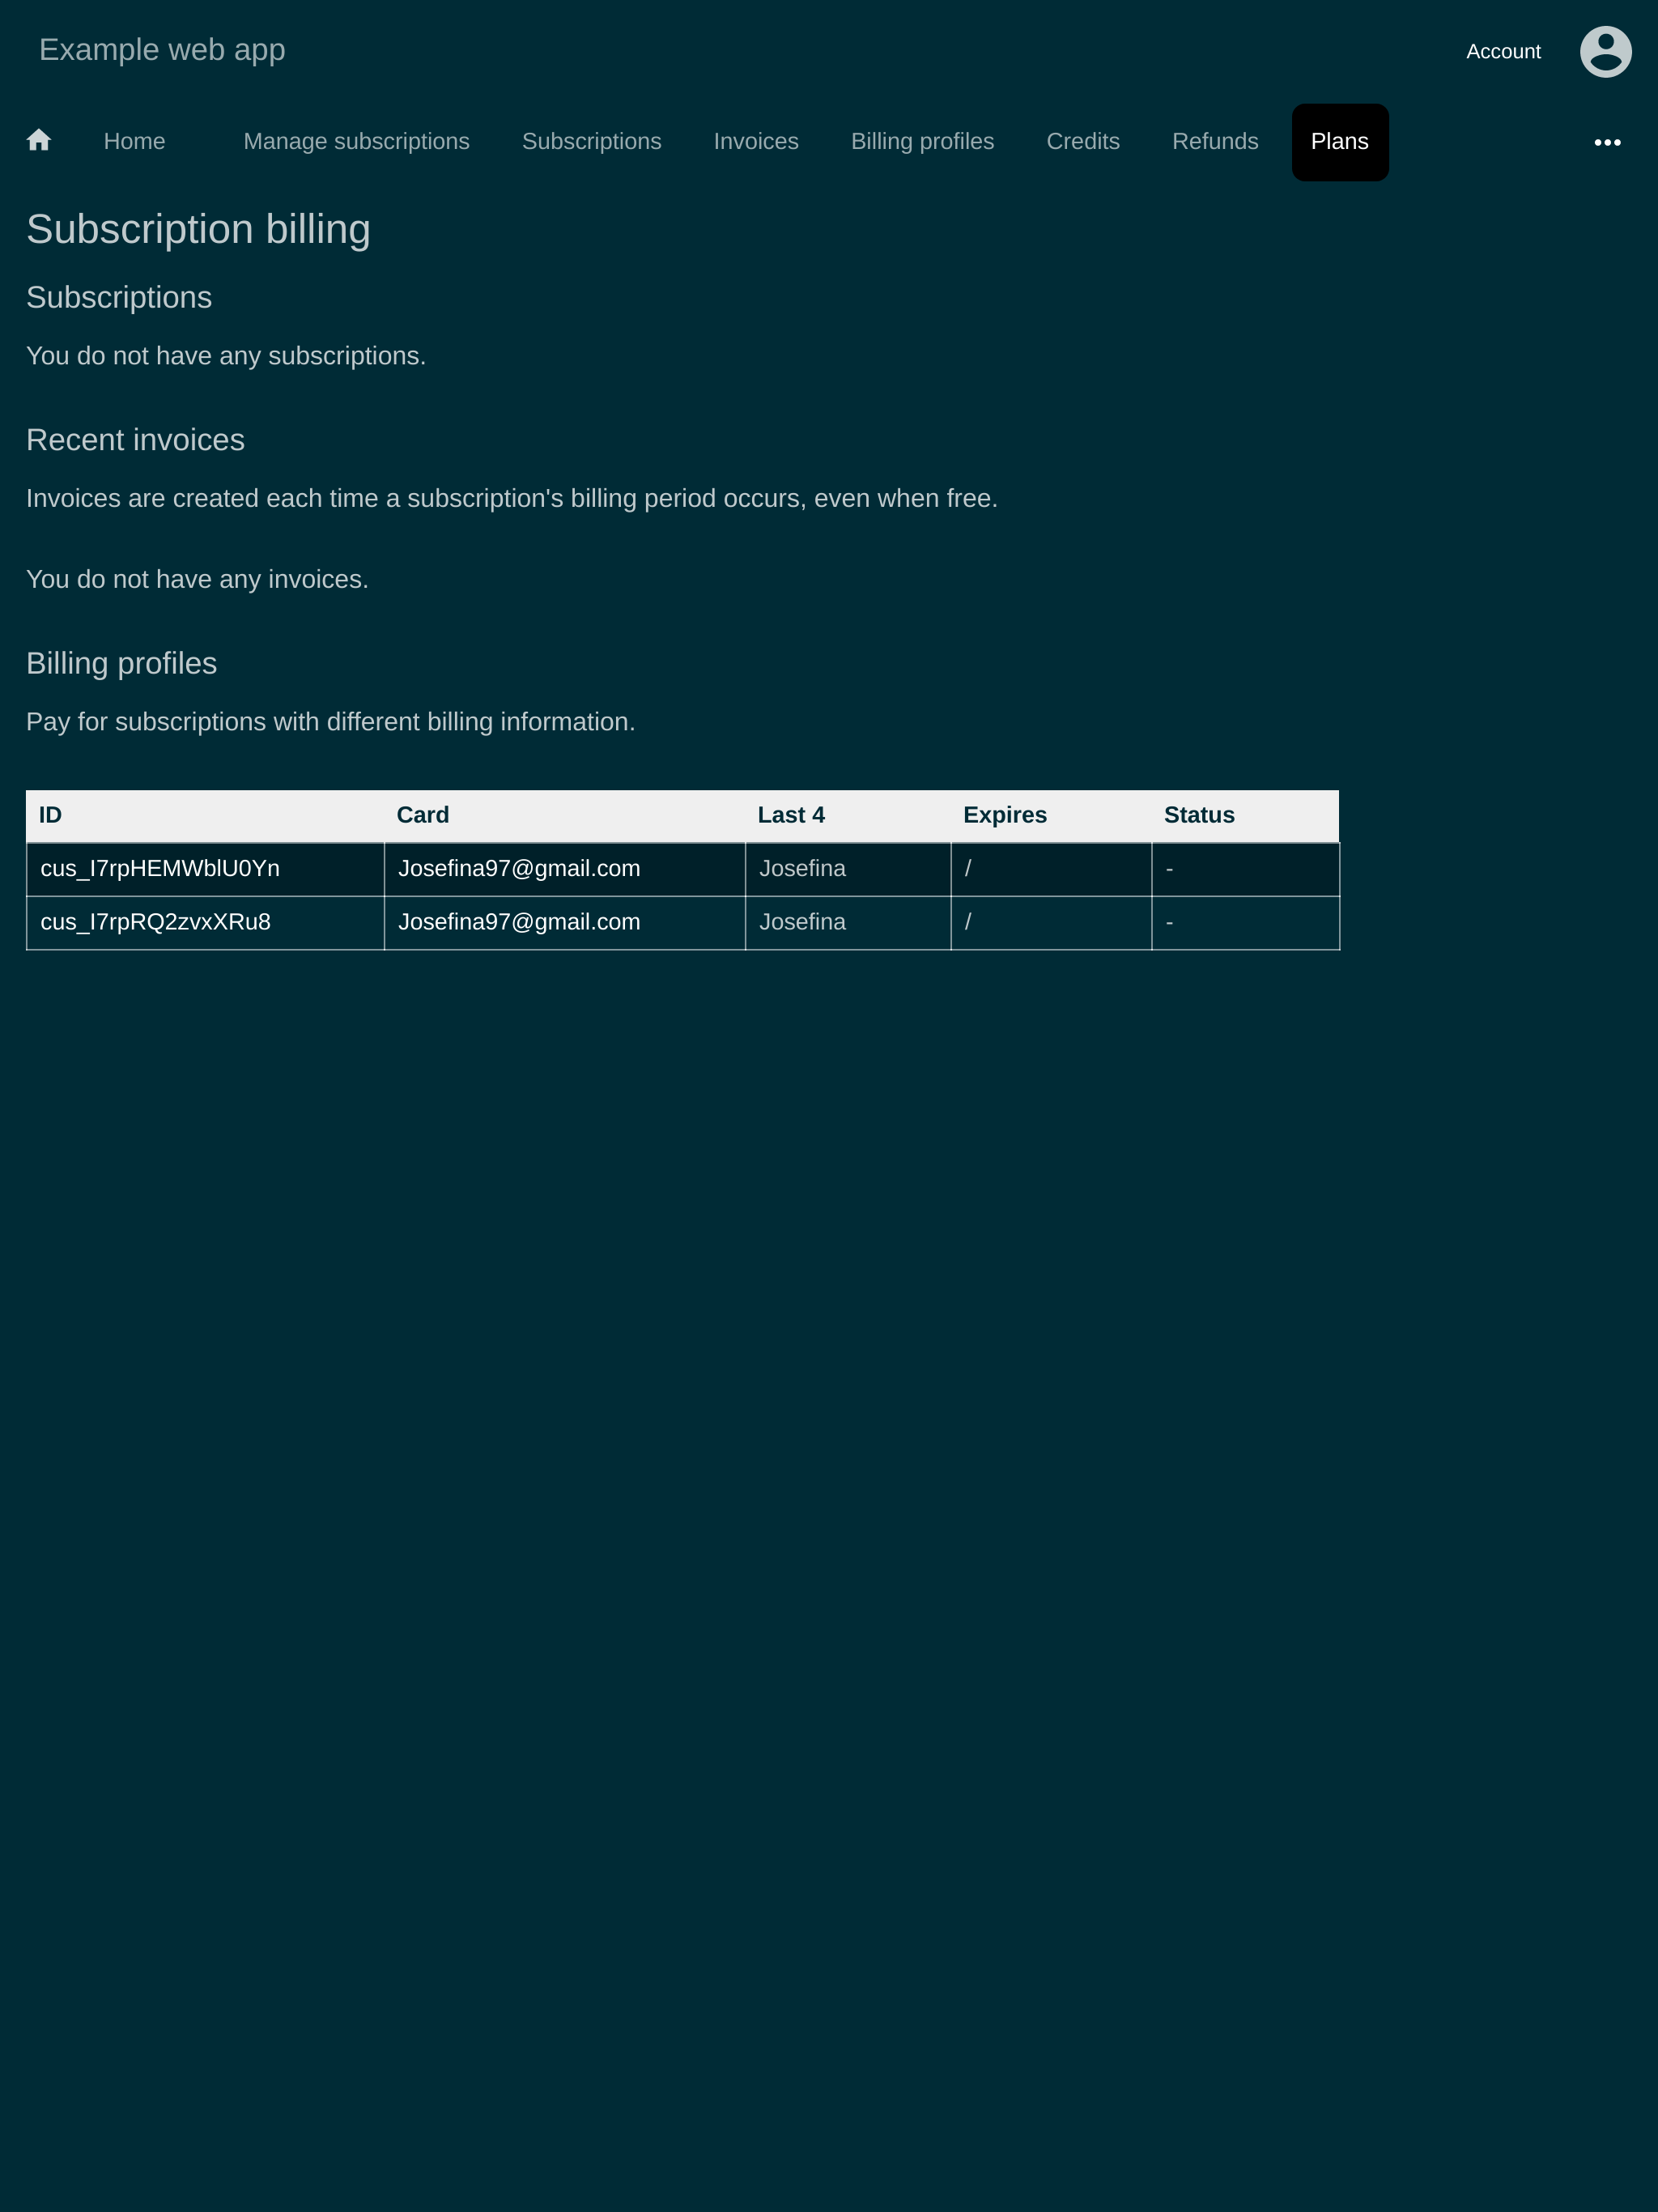 Example web app
Account
Home Manage subscriptions Subscriptions Invoices Billing profiles Credits Refunds Plans
Subscription billing
Subscriptions
You do not have any subscriptions.
Recent invoices
Invoices are created each time a subscription's billing period occurs, even when free.
You do not have any invoices.
Billing profiles
Pay for subscriptions with different billing information.
ID Card Last 4 Expires Status
cus_I7rpHEMWblU0Yn Josefina97@gmail.com Josefina / -
cus_I7rpRQ2zvxXRu8 Josefina97@gmail.com Josefina / -